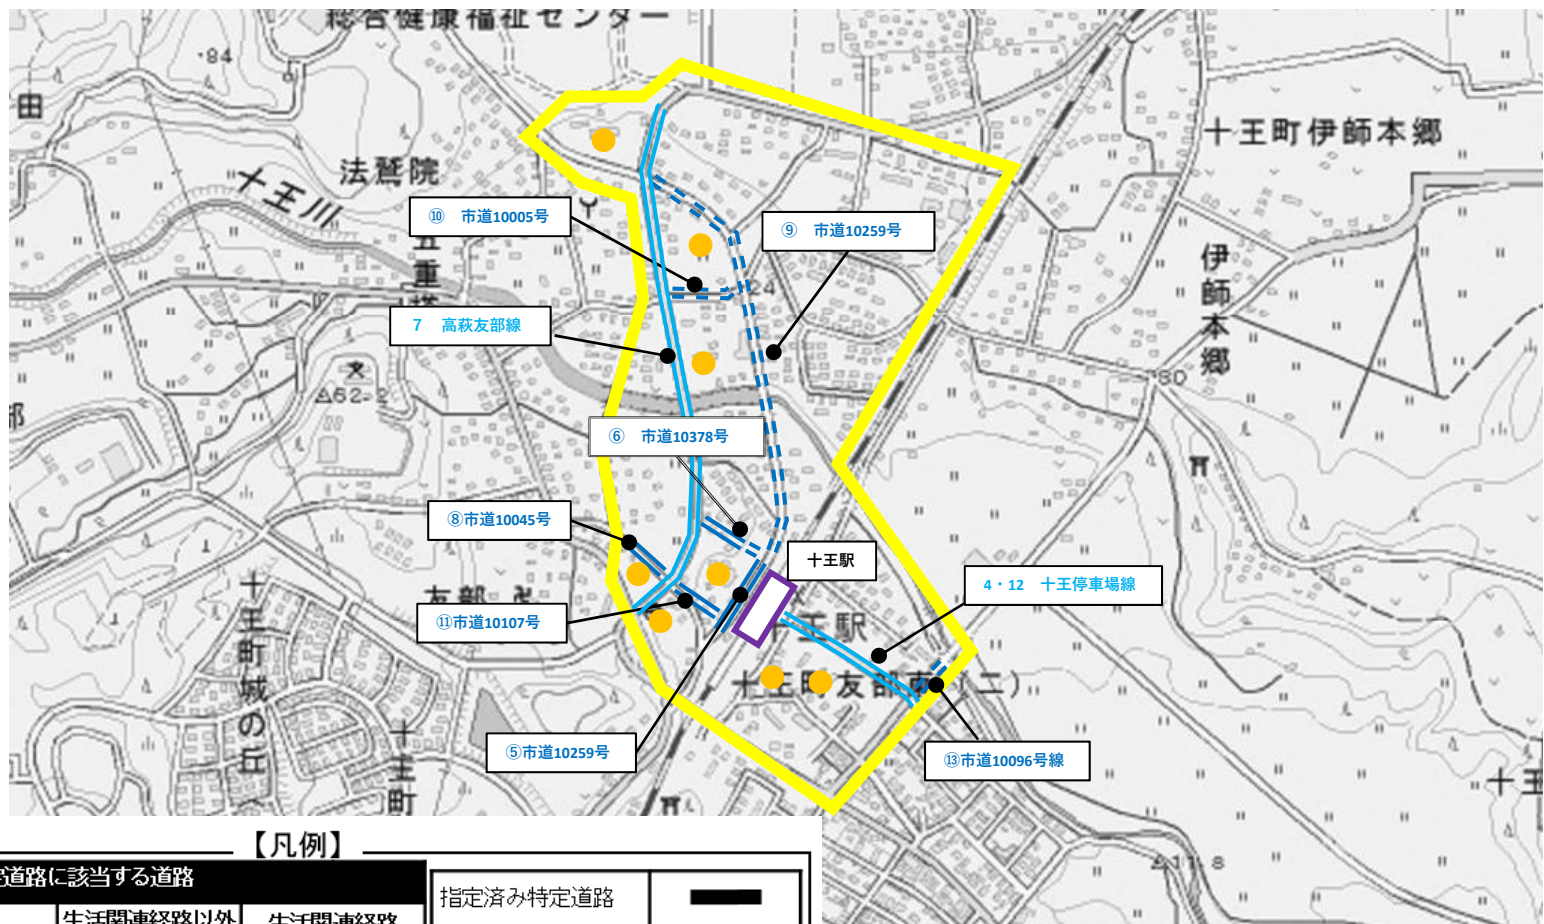 総合健康福祉センター
・84
田
法鷲院
十王川
五重塔
十王町伊師本郷
伊師本郷
⑩ 市道10005号
⑨ 市道10259号
24
7 高萩友部線
62.2
80
⑥ 市道10378号
⑧市道10045号
十王駅
4・12 十王停車場線
友部
⑪市道10107号
十王駅
十王町友部東(二)
十王町城の丘
十王町
⑤市道10259号
⑬市道10096号線
十王
11.8
【凡例】
道路に該当する道路
指定済み特定道路
生活関連経路以外
生活関連経路